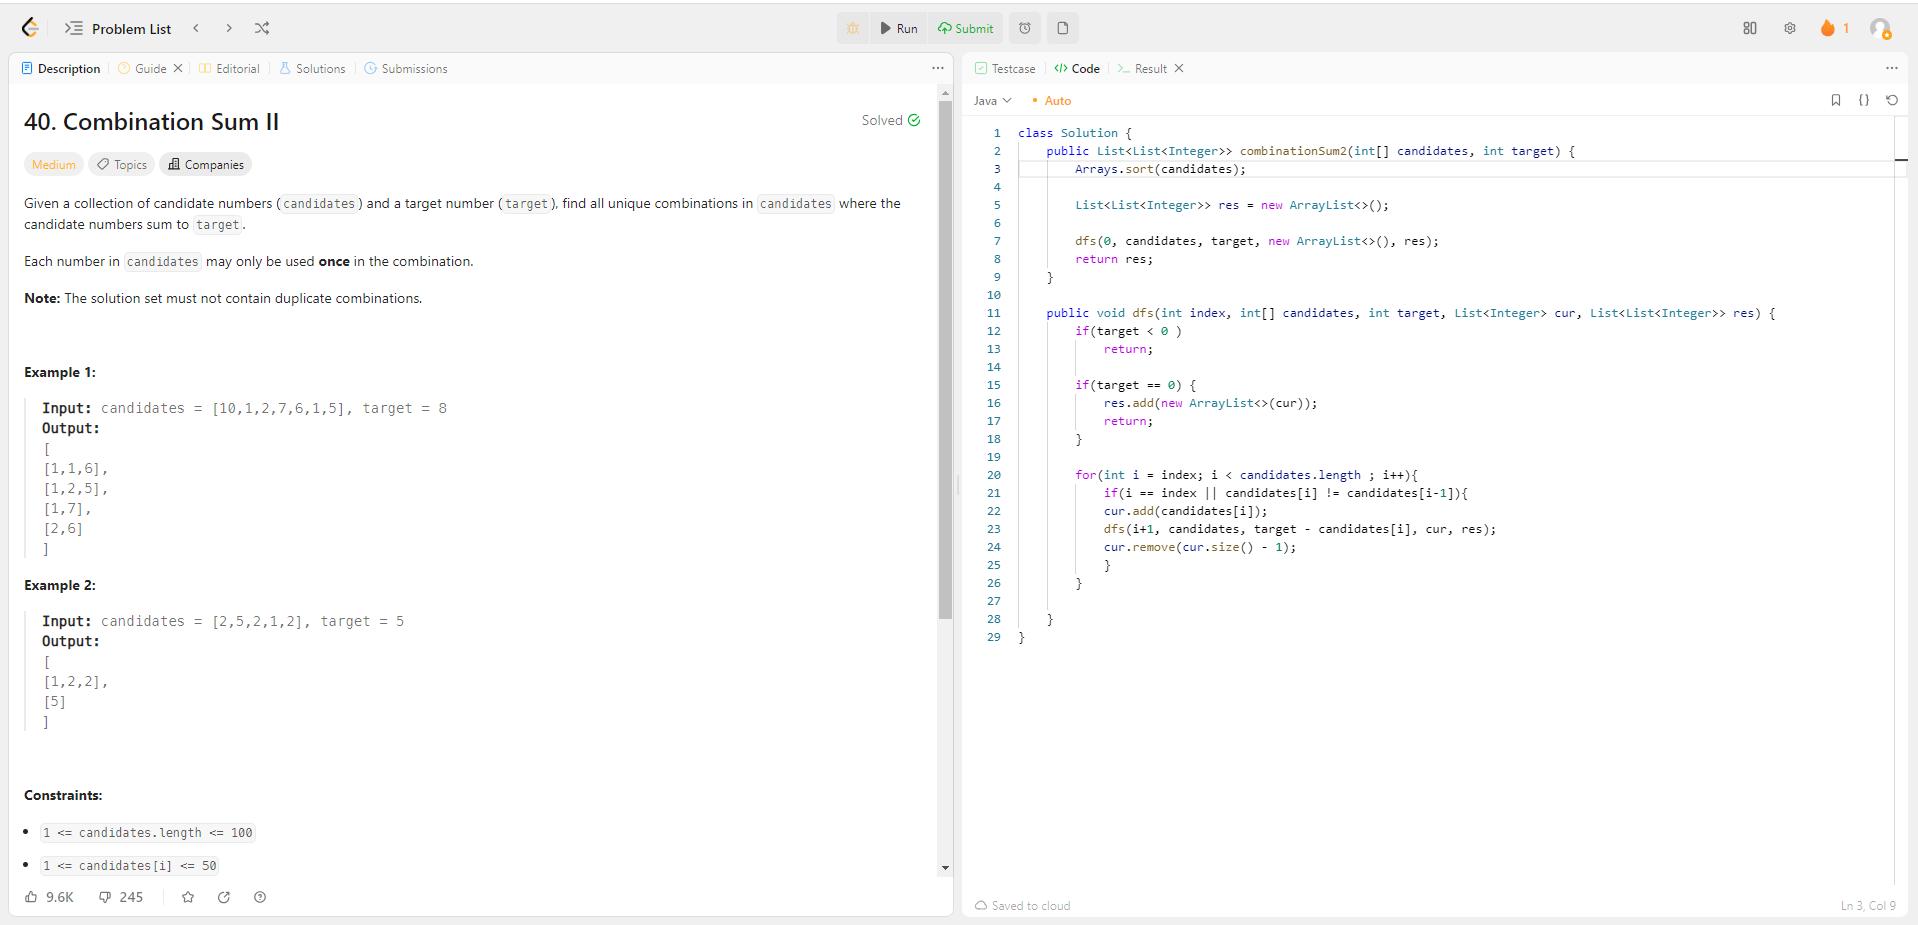 Problem List
Run
Submit
1
Description
Guide
Editorial
Solutions
Submissions
40. Combination Sum II
Solved
Medium
Topics
Companies
Given a collection of candidate numbers (candidates) and a target number (target), find all unique combinations in candidates where the
candidate numbers sum to target.
Each number in candidates may only be used once in the combination.
Note: The solution set must not contain duplicate combinations.
Example 1:
Input: candidates = [10,1,2,7,6,1,5], target = 8
Output:
[
[1,1,6],
[1,2,5],
[1,7],
[2,6]
]
Example 2:
Input: candidates = [2,5,2,1,2], target = 5
Output:
[
[1,2,2],
[5]
]
Constraints:
1 <= candidates.length <= 100
1 <= candidates[i] <= 50
9.6K
245
Testcase
Code
Result
Java
Auto
1 class Solution {
2     public List<List<Integer>> combinationSum2(int[] candidates, int target) {
3         Arrays.sort(candidates);
4
5         List<List<Integer>> res = new ArrayList<>();
6
7         dfs(0, candidates, target, new ArrayList<>(), res);
8         return res;
9     }
10
11     public void dfs(int index, int[] candidates, int target, List<Integer> cur, List<List<Integer>> res) {
12         if(target < 0 )
13             return;
14
15         if(target == 0) {
16             res.add(new ArrayList<>(cur));
17             return;
18         }
19
20         for(int i = index; i < candidates.length ; i++){
21             if(i == index || candidates[i] != candidates[i-1]){
22             cur.add(candidates[i]);
23             dfs(i+1, candidates, target - candidates[i], cur, res);
24             cur.remove(cur.size() - 1);
25             }
26         }
27
28     }
29 }
Saved to cloud
Ln 3, Col 9